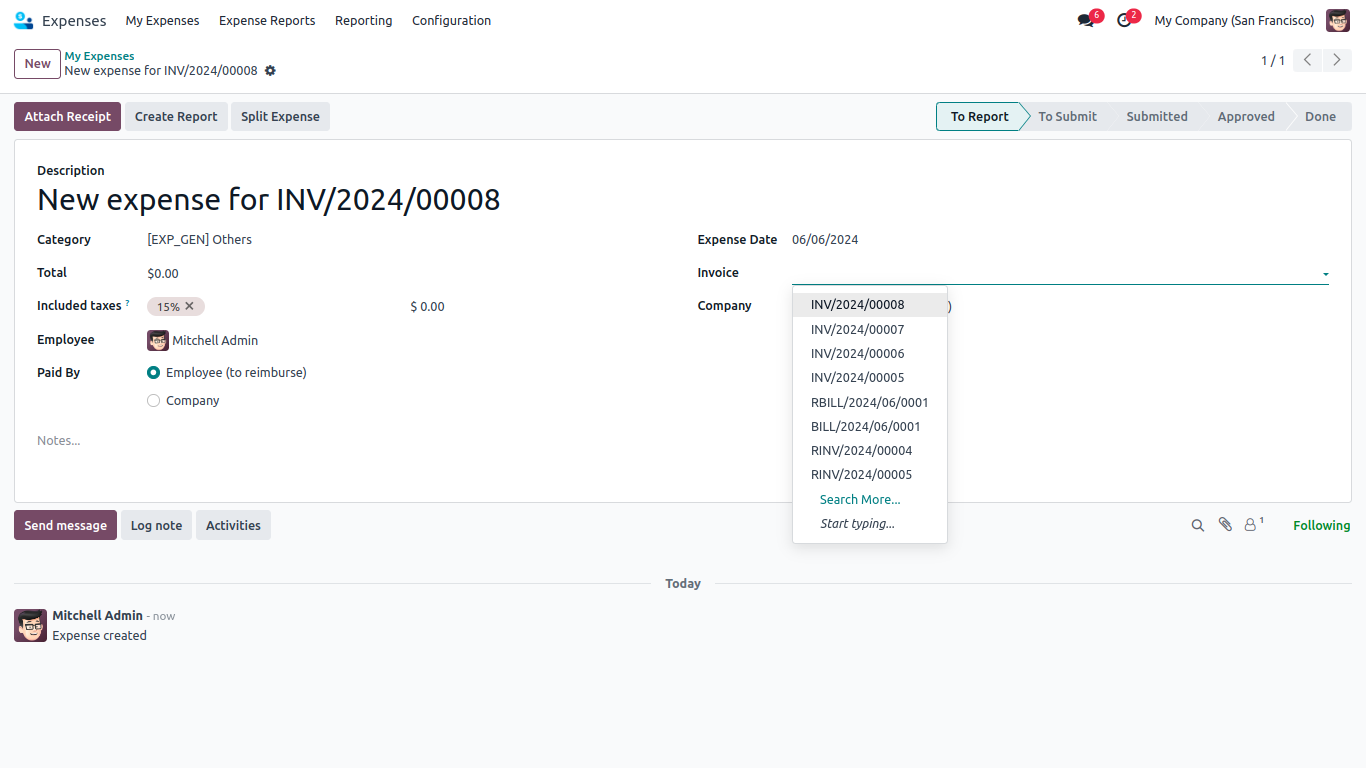 Expenses My Expenses Expense Reports Reporting Configuration 6 2 My Company (San Francisco)
New My Expenses
New expense for INV/2024/00008 1 / 1
Attach Receipt Create Report Split Expense To Report To Submit Submitted Approved Done
Description
New expense for INV/2024/00008
Category [EXP_GEN] Others Expense Date 06/06/2024
Total $0.00 Invoice
Included taxes ? 15% $ 0.00 Company )
INV/2024/00008
INV/2024/00007
Employee Mitchell Admin
INV/2024/00006
Paid By Employee (to reimburse)
INV/2024/00005
Company
RBILL/2024/06/0001
BILL/2024/06/0001
Notes...
RINV/2024/00004
RINV/2024/00005
Search More...
Start typing...
Send message Log note Activities 1 Following
Today
Mitchell Admin - now
Expense created